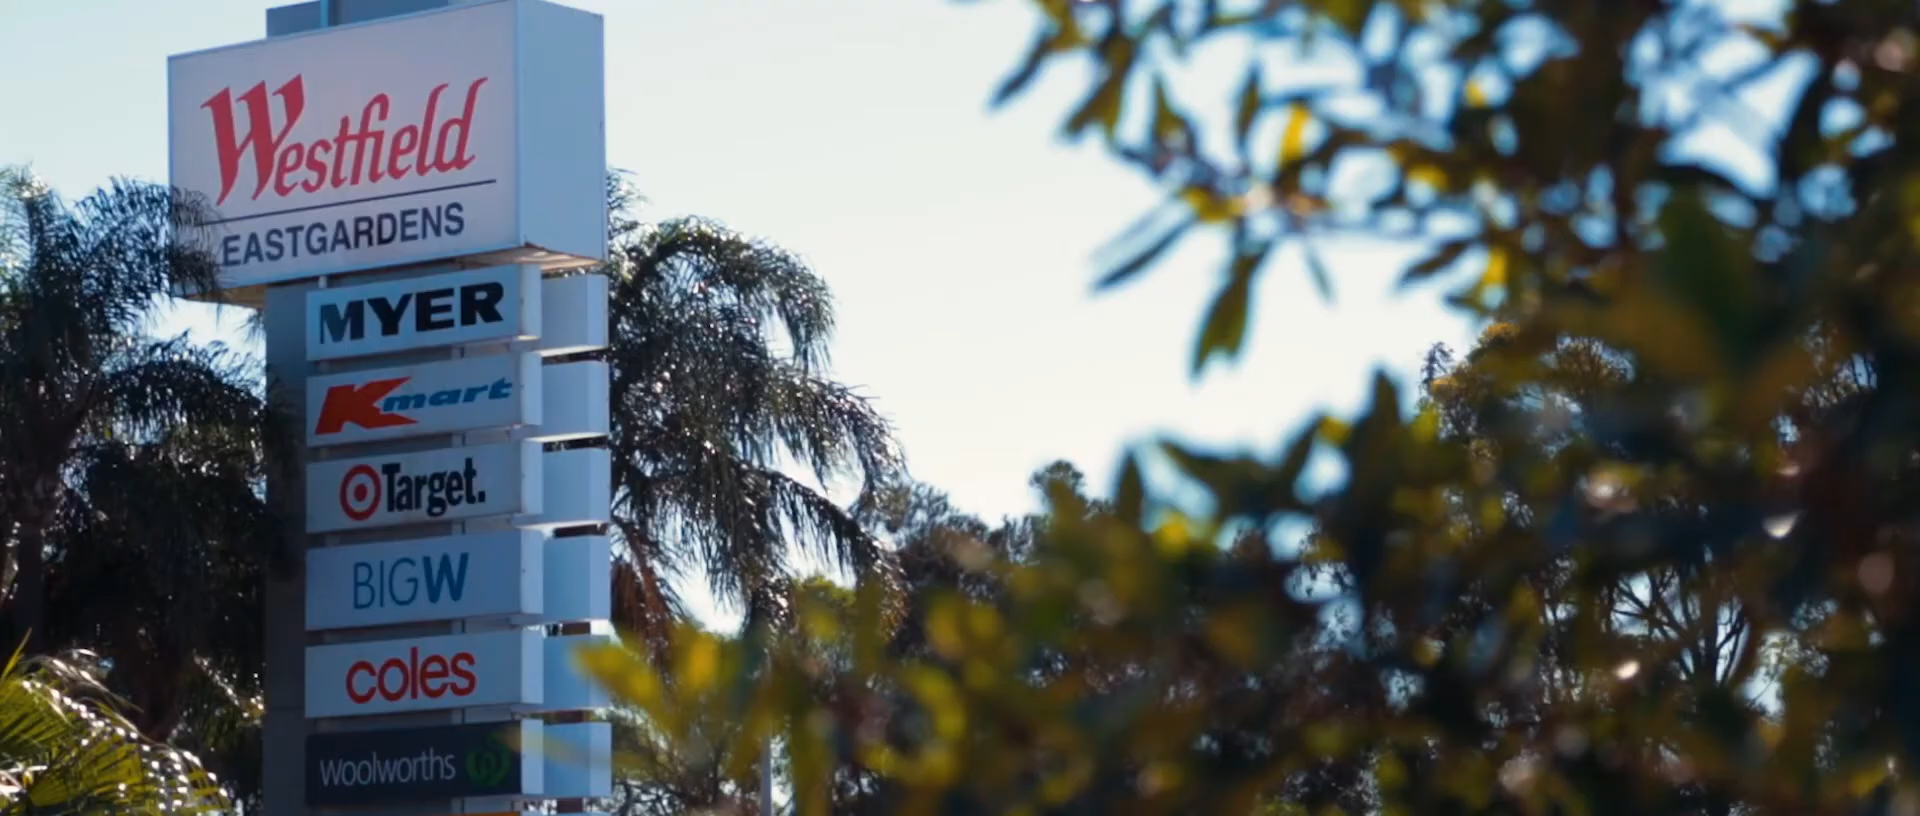 Westfield
EASTGARDENS
MYER
Kmart
Target.
BIGW
coles
Woolworths